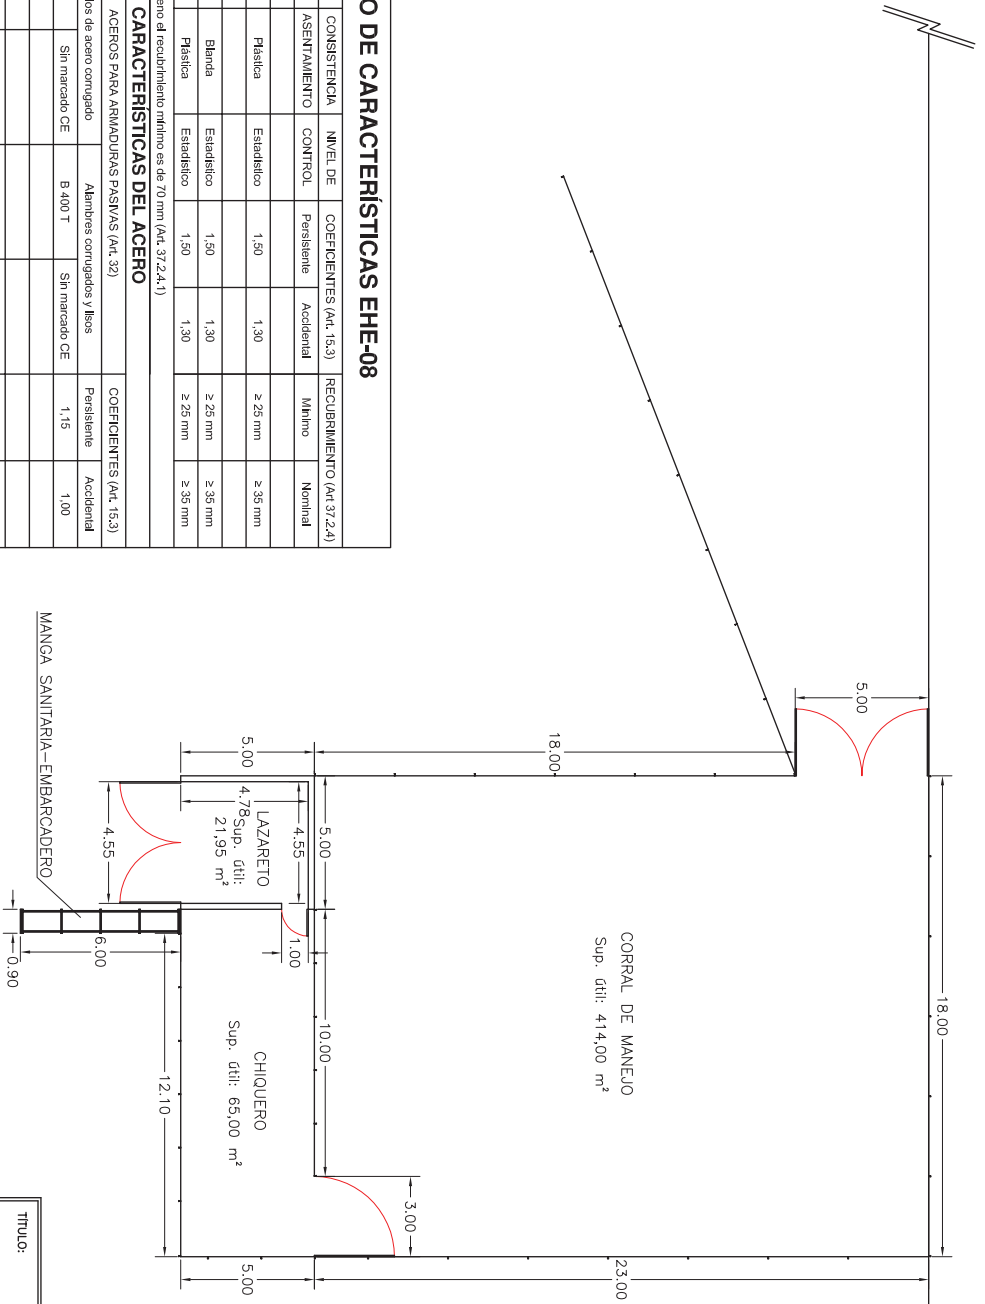 O DE CARACTERÍSTICAS EHE-08
CONSISTENCIA NIVEL DE COEFICIENTES (Art. 15.3) RECUBRIMIENTO (Art 37.2.4)
ASENTAMIENTO CONTROL Persistente Accidental Mínimo Nominal
Plástica Estadístico 1,50 1,30 ≥ 25 mm ≥ 35 mm
Blanda Estadístico 1,50 1,30 ≥ 25 mm ≥ 35 mm
Plástica Estadístico 1,50 1,30 ≥ 25 mm ≥ 35 mm
eno el recubrimiento mínimo es de 70 mm (Art. 37.2.4.1)
CARACTERÍSTICAS DEL ACERO
ACEROS PARA ARMADURAS PASIVAS (Art. 32) COEFICIENTES (Art. 15.3)
los de acero corrugado Alambres corrugados y lisos Persistente Accidental
Sin marcado CE B 400 T Sin marcado CE 1,15 1,00
5.00
18.00
18.00
5.00
CORRAL DE MANEJO
Sup. útil: 414,00 m²
23.00
5.00
10.00
3.00
4.55
1.00
LAZARETO
4.78
Sup. útil:
21,95 m²
CHIQUERO
Sup. útil: 65,00 m²
5.00
12.10
4.55
6.00
0.90
MANGA SANITARIA-EMBARCADERO
TÍTULO: